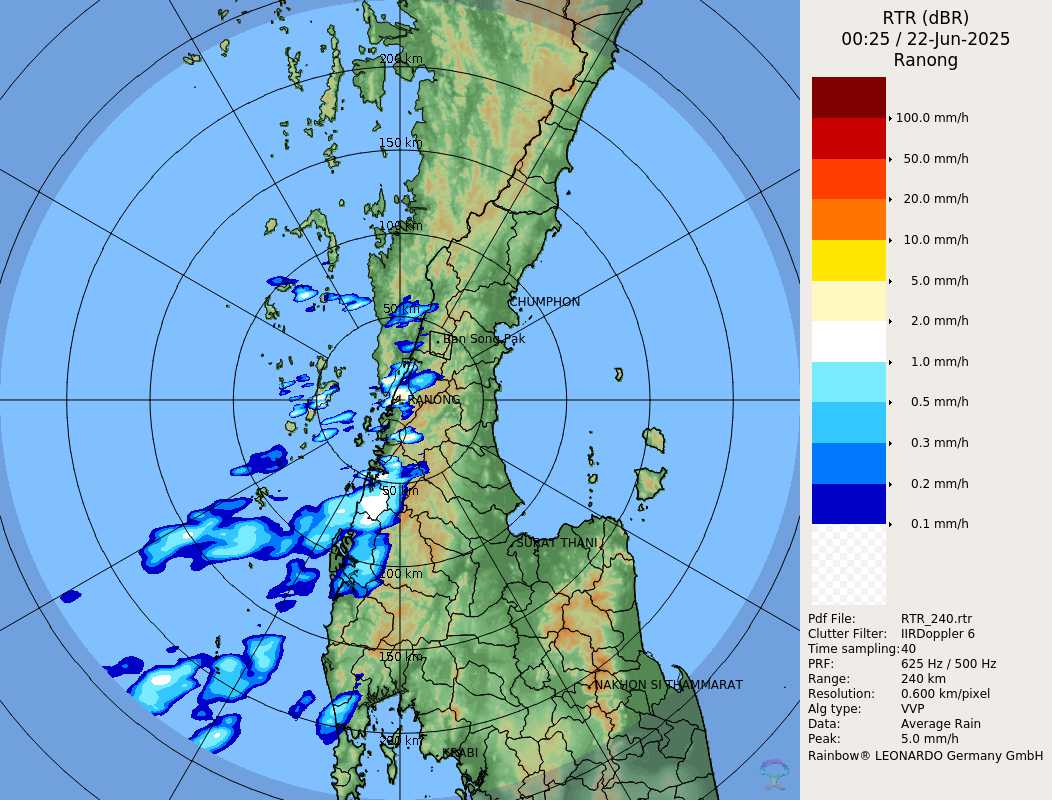 RTR (dBR)
00:25 / 22-Jun-2025
Ranong
200 km
150 km
100 km
50 km
CHUMPHON
Ban Song Pak
RANONG
50 km
SURAT THANI
100 km
150 km
NAKHON SI THAMMARAT
200 km
KRABI
100.0 mm/h
50.0 mm/h
20.0 mm/h
10.0 mm/h
5.0 mm/h
2.0 mm/h
1.0 mm/h
0.5 mm/h
0.3 mm/h
0.2 mm/h
0.1 mm/h
Pdf File: RTR_240.rtr
Clutter Filter: IIRDoppler 6
Time sampling: 40
PRF: 625 Hz / 500 Hz
Range: 240 km
Resolution: 0.600 km/pixel
Alg type: VVP
Data: Average Rain
Peak: 5.0 mm/h
Rainbow® LEONARDO Germany GmbH